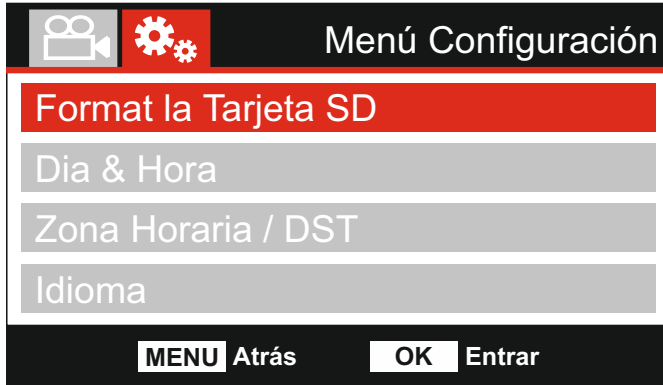 Menú Configuración
Format la Tarjeta SD
Dia & Hora
Zona Horaria / DST
Idioma
MENU Atrás OK Entrar